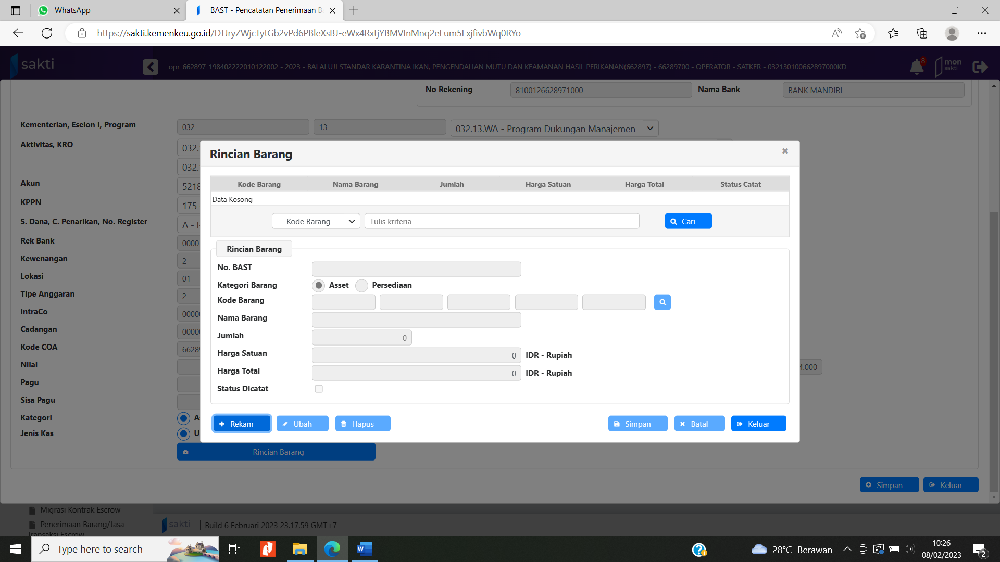 WhatsApp
BAST - Pencatatan Penerimaan B
https://sakti.kemenkeu.go.id/DTJryZWjcTytGb2vPd6PBleXsBJ-eWx4RxtjYBMVInMnq2eFum5ExjfivbWq0RYo
sakti
opr_662897_198402222010122002 - 2023 - BALAI UJI STANDAR KARANTINA IKAN, PENGENDALIAN MUTU DAN KEAMANAN HASIL PERIKANAN(662897) - 66289700 - OPERATOR - SATKER - 032130100662897000KD
8
mon sakti
No Rekening 8100126628971000 Nama Bank BANK MANDIRI
Kementerian, Eselon I, Program 032 13 032.13.WA - Program Dukungan Manajemen
Aktivitas, KRO 032.
032.
Akun 5218
KPPN 175
S. Dana, C. Penarikan, No. Register A - R
Rek Bank 0000
Kewenangan 2
Lokasi 01
Tipe Anggaran 2
IntraCo 0000
Cadangan 0000
Kode COA 6628
Nilai .000
Pagu
Sisa Pagu
Kategori A
Jenis Kas U
Rincian Barang
Simpan Keluar
Rincian Barang
Kode Barang Nama Barang Jumlah Harga Satuan Harga Total Status Catat
Data Kosong
Kode Barang Tulis kriteria Cari
Rincian Barang
No. BAST
Kategori Barang Asset Persediaan
Kode Barang
Nama Barang
Jumlah 0
Harga Satuan 0 IDR - Rupiah
Harga Total 0 IDR - Rupiah
Status Dicatat
Rekam Ubah Hapus Simpan Batal Keluar
Migrasi Kontrak Escrow
Penerimaan Barang/Jasa
Transaksi Escrow
sakti Build 6 Februari 2023 23.17.59 GMT+7
Type here to search
28°C Berawan
10:26
08/02/2023
2